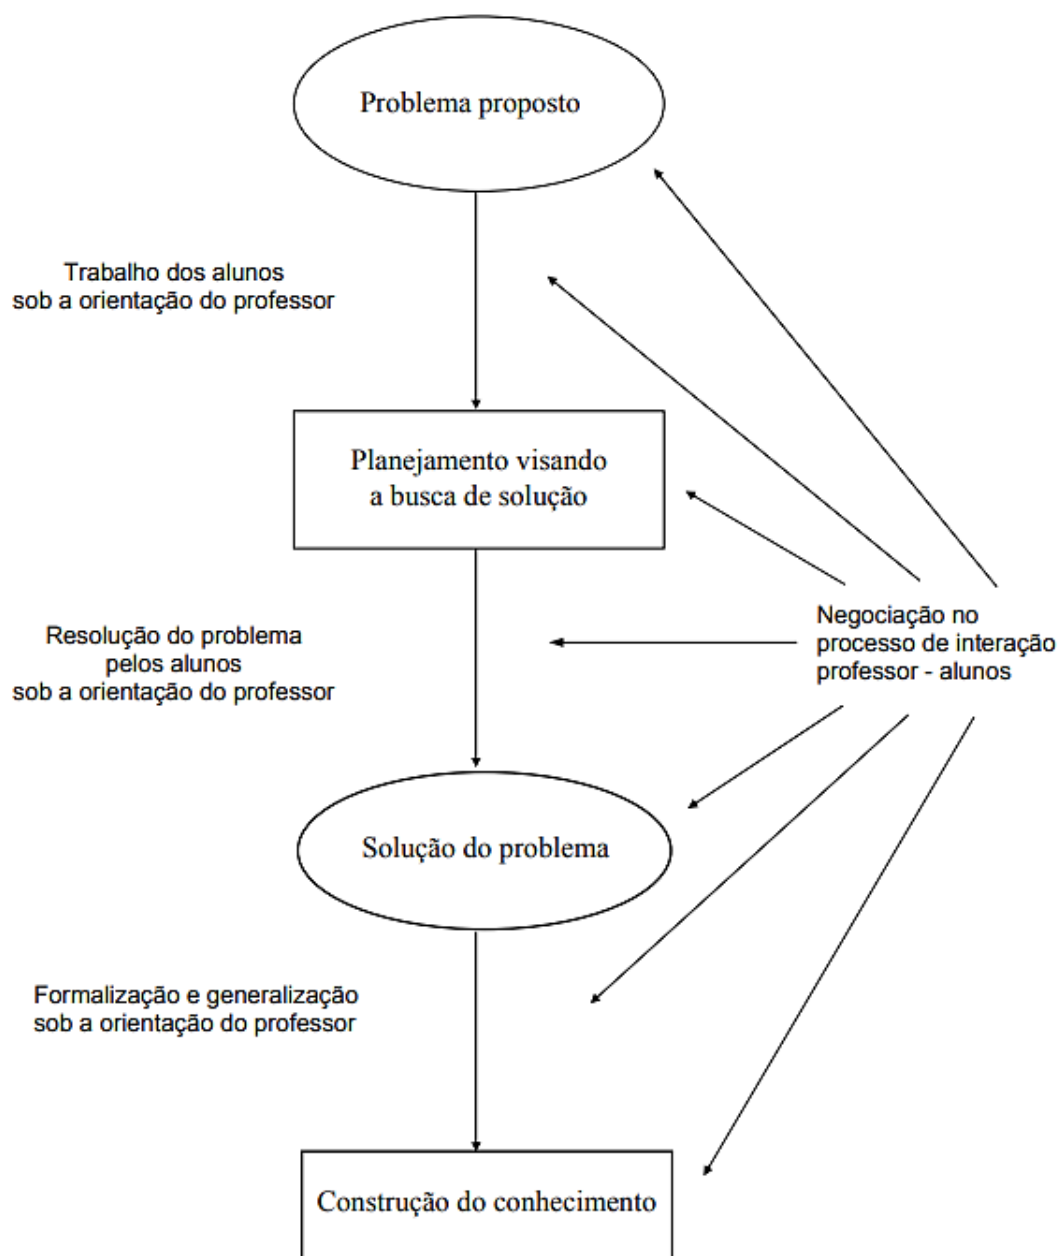 Problema proposto
Trabalho dos alunos
sob a orientação do professor
Planejamento visando
a busca de solução
Resolução do problema
pelos alunos
sob a orientação do professor
Negociação no
processo de interação
professor - alunos
Solução do problema
Formalização e generalização
sob a orientação do professor
Construção do conhecimento